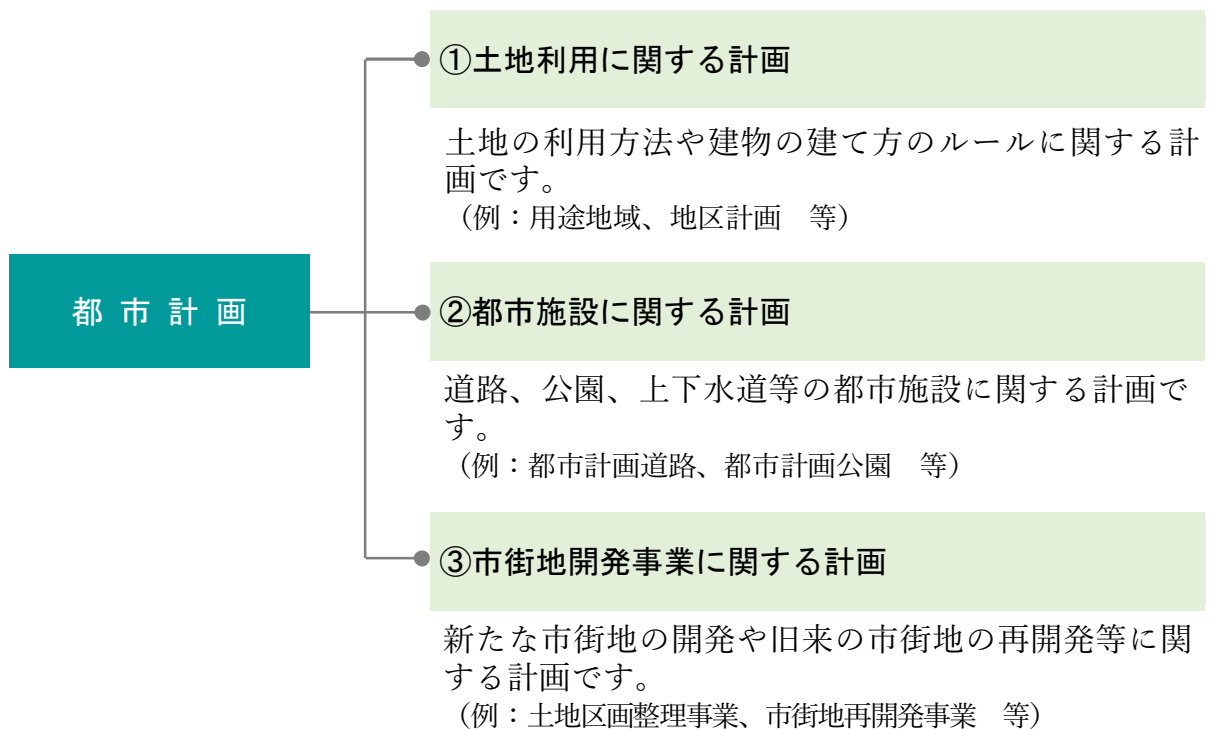 ①土地利用に関する計画
土地の利用方法や建物の建て方のルールに関する計
画です。
(例：用途地域、地区計画　等)
都市計画
②都市施設に関する計画
道路、公園、上下水道等の都市施設に関する計画で
す。
(例：都市計画道路、都市計画公園　等)
③市街地開発事業に関する計画
新たな市街地の開発や旧来の市街地の再開発等に関
する計画です。
(例：土地区画整理事業、市街地再開発事業　等)